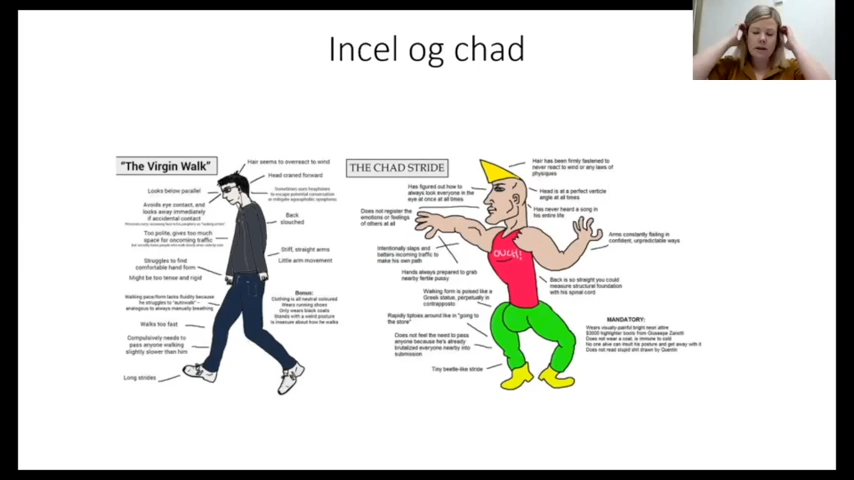 Incel og chad
"The Virgin Walk"
Hair seems to overreact to wind
Head craned forward
Looks below parallel
Sometimes wears headphones
to escape potential conversation
or mitigate agoraphobic symptoms
Avoids eye contact, and
looks away immediately
if accidental contact
Back
slouched
Too polite, gives too much
space for oncoming traffic
Stiff, straight arms
Little arm movement
Struggles to find
comfortable hand form
Might be too tense and rigid
Walking pace/form lacks fluidity because
he struggles to "autowalk" –
analogous to always manually breathing
Bonus:
Clothing is all neutral coloured
Wears running shoes
Only wears black coats
Stands with a weird posture
Is insecure about how he walks
Walks too fast
Compulsively needs to
pass anyone walking
slightly slower than him
Long strides
THE CHAD STRIDE
Hair has been firmly fastened to
never react to wind or any laws of
physiques
Has figured out how to
always look everyone in the
eye at once at all times
Head is at a perfect verticle
angle at all times
Has never heard a song in
his entire life
Does not register the
emotions or feelings
of others at all
Arms constantly flailing in
confident, unpredictable ways
Intentionally slaps and
batters incoming traffic to
make his own path
OUCH!
Hands always prepared to grab
nearby fertile pussy
Back is so straight you could
measure structural foundation
with his spinal cord
Walking form is poised like a
Greek statue, perpetually in
contrapposto
Rapidly tiptoes around like in "going to
the store"
Does not feel the need to pass
anyone because he's already
brutalized everyone nearby into
submission
Tiny beetle-like stride
MANDATORY:
Wears visually-painful bright neon attire
$3000 highlighter boots from Giuseppe Zanotti
Does not wear a coat, is immune to cold
No one alive can insult his posture and get away with it
Does not read stupid shit drawn by Quentin